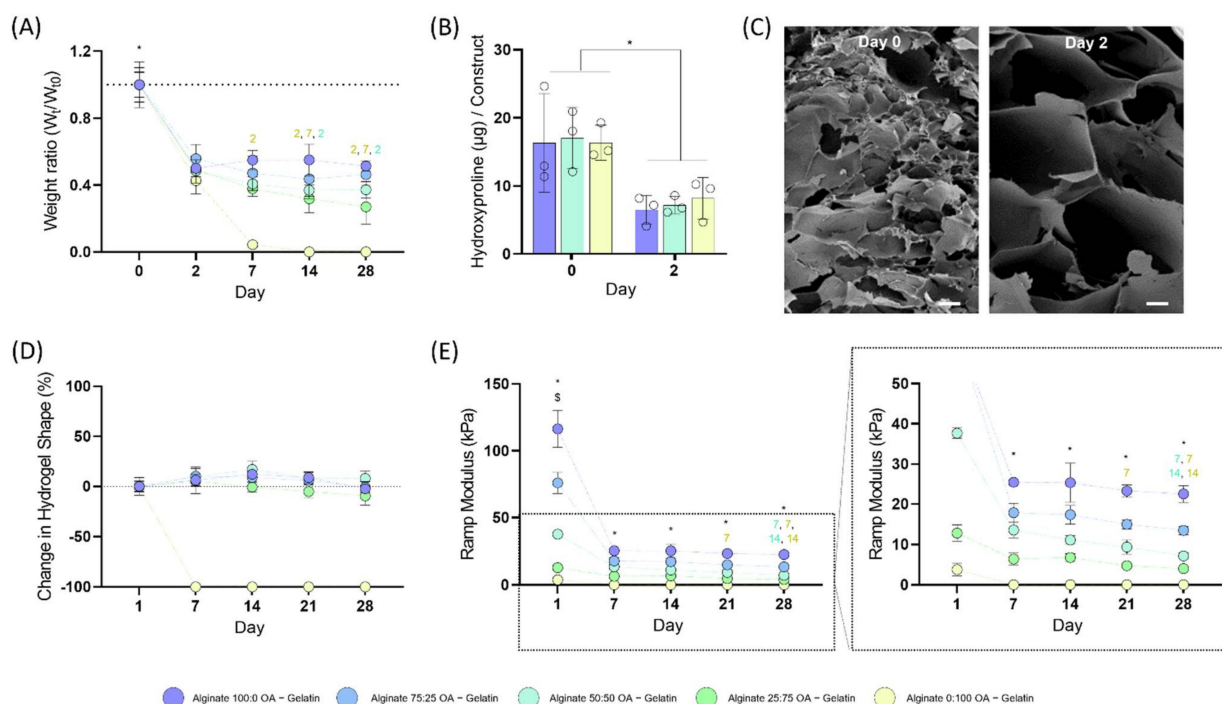 (A)
Weight ratio (Wt/Wt0)
1.2
0.8
0.4
0.0
*
2
2, 7, 2
2, 7, 2
0 2 7 14 28
Day
(B)
Hydroxyproline (µg) / Construct
30
20
10
0
*
0 2
Day
(C)
Day 0
Day 2
(D)
Change in Hydrogel Shape (%)
100
50
0
-50
-100
1 7 14 21 28
Day
(E)
Ramp Modulus (kPa)
150
100
50
0
*
$
*
*
*
7
*
7, 7,
14, 14
1 7 14 21 28
Day
Ramp Modulus (kPa)
50
40
30
20
10
0
*
*
*
7
*
7, 7
14, 14
1 7 14 21 28
Day
Alginate 100:0 OA – Gelatin Alginate 75:25 OA – Gelatin Alginate 50:50 OA – Gelatin Alginate 25:75 OA – Gelatin Alginate 0:100 OA – Gelatin